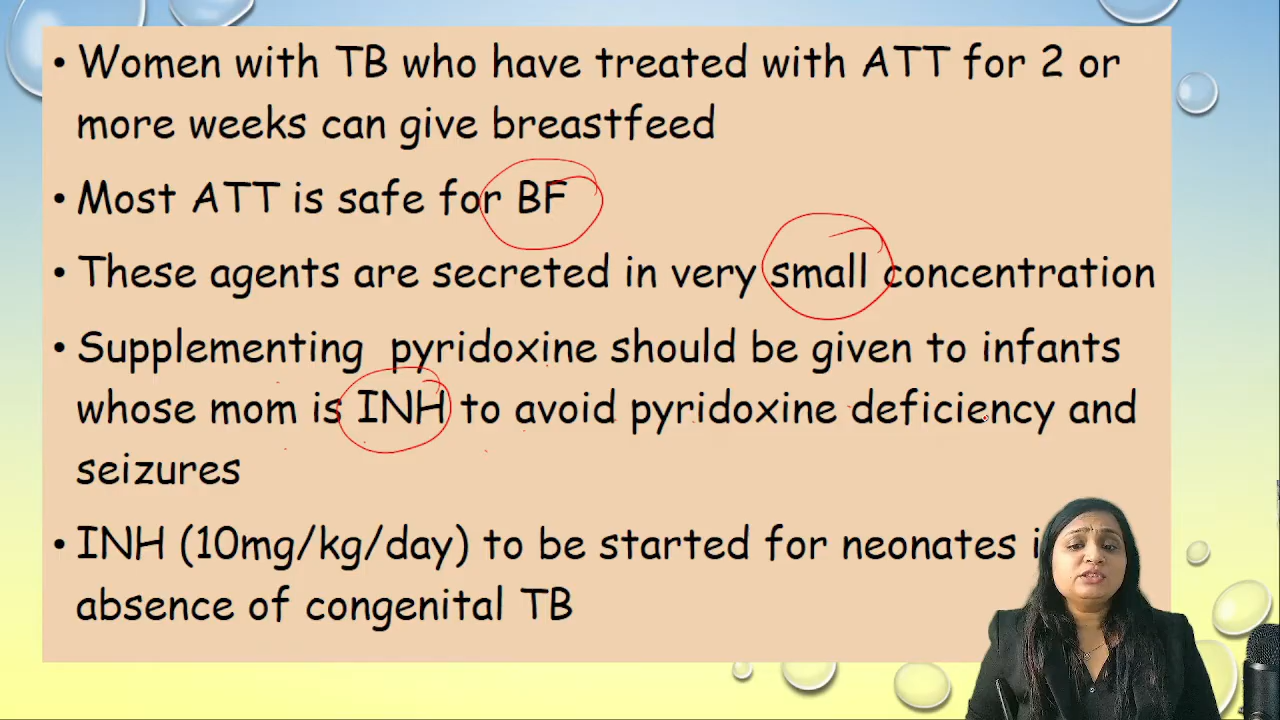 • Women with TB who have treated with ATT for 2 or
more weeks can give breastfeed
• Most ATT is safe for BF
• These agents are secreted in very small concentration
• Supplementing pyridoxine should be given to infants
whose mom is INH to avoid pyridoxine deficiency and
seizures
• INH (10mg/kg/day) to be started for neonates
absence of congenital TB